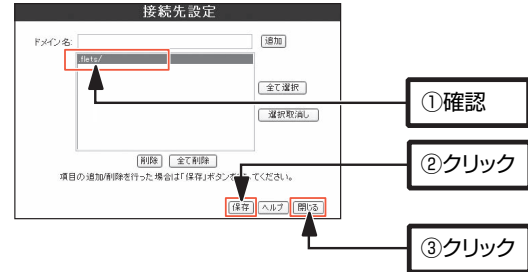 接続先設定
ドメイン名:
追加
flets/
全て選択
①確認
選択取消し
削除 全て削除
②クリック
項目の追加/削除を行った場合は「保存」ボタンを してください。
保存 ヘルプ 閉じる
③クリック